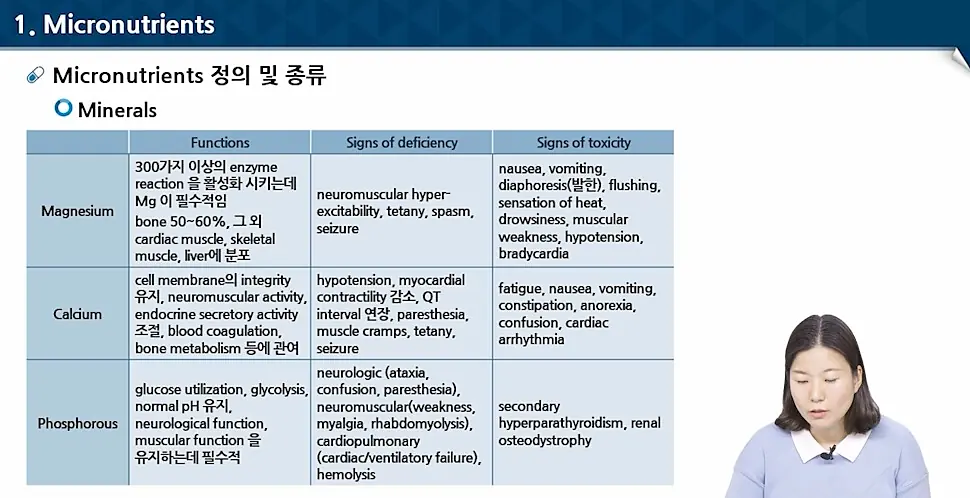 1. Micronutrients
Micronutrients 정의 및 종류
Minerals
Functions
Signs of deficiency
Signs of toxicity
Magnesium
300가지 이상의 enzyme
reaction 을 활성화 시키는데
Mg 이 필수적임
bone 50~60%, 그 외
cardiac muscle, skeletal
muscle, liver에 분포
neuromuscular hyper-
excitability, tetany, spasm,
seizure
nausea, vomiting,
diaphoresis(발한), flushing,
sensation of heat,
drowsiness, muscular
weakness, hypotension,
bradycardia
Calcium
cell membrane의 integrity
유지, neuromuscular activity,
endocrine secretory activity
조절, blood coagulation,
bone metabolism 등에 관여
hypotension, myocardial
contractility 감소, QT
interval 연장, paresthesia,
muscle cramps, tetany,
seizure
fatigue, nausea, vomiting,
constipation, anorexia,
confusion, cardiac
arrhythmia
Phosphorous
glucose utilization, glycolysis,
normal pH 유지,
neurological function,
muscular function 을
유지하는데 필수적
neurologic (ataxia,
confusion, paresthesia),
neuromuscular(weakness,
myalgia, rhabdomyolysis),
cardiopulmonary
(cardiac/ventilatory failure),
hemolysis
secondary
hyperparathyroidism, renal
osteodystrophy